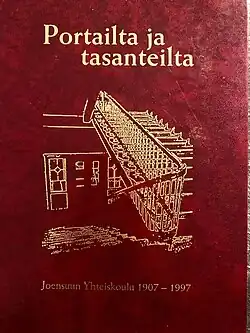 Portailta ja
tasanteilta
Joensuun Yhteiskoulu 1907 – 1997